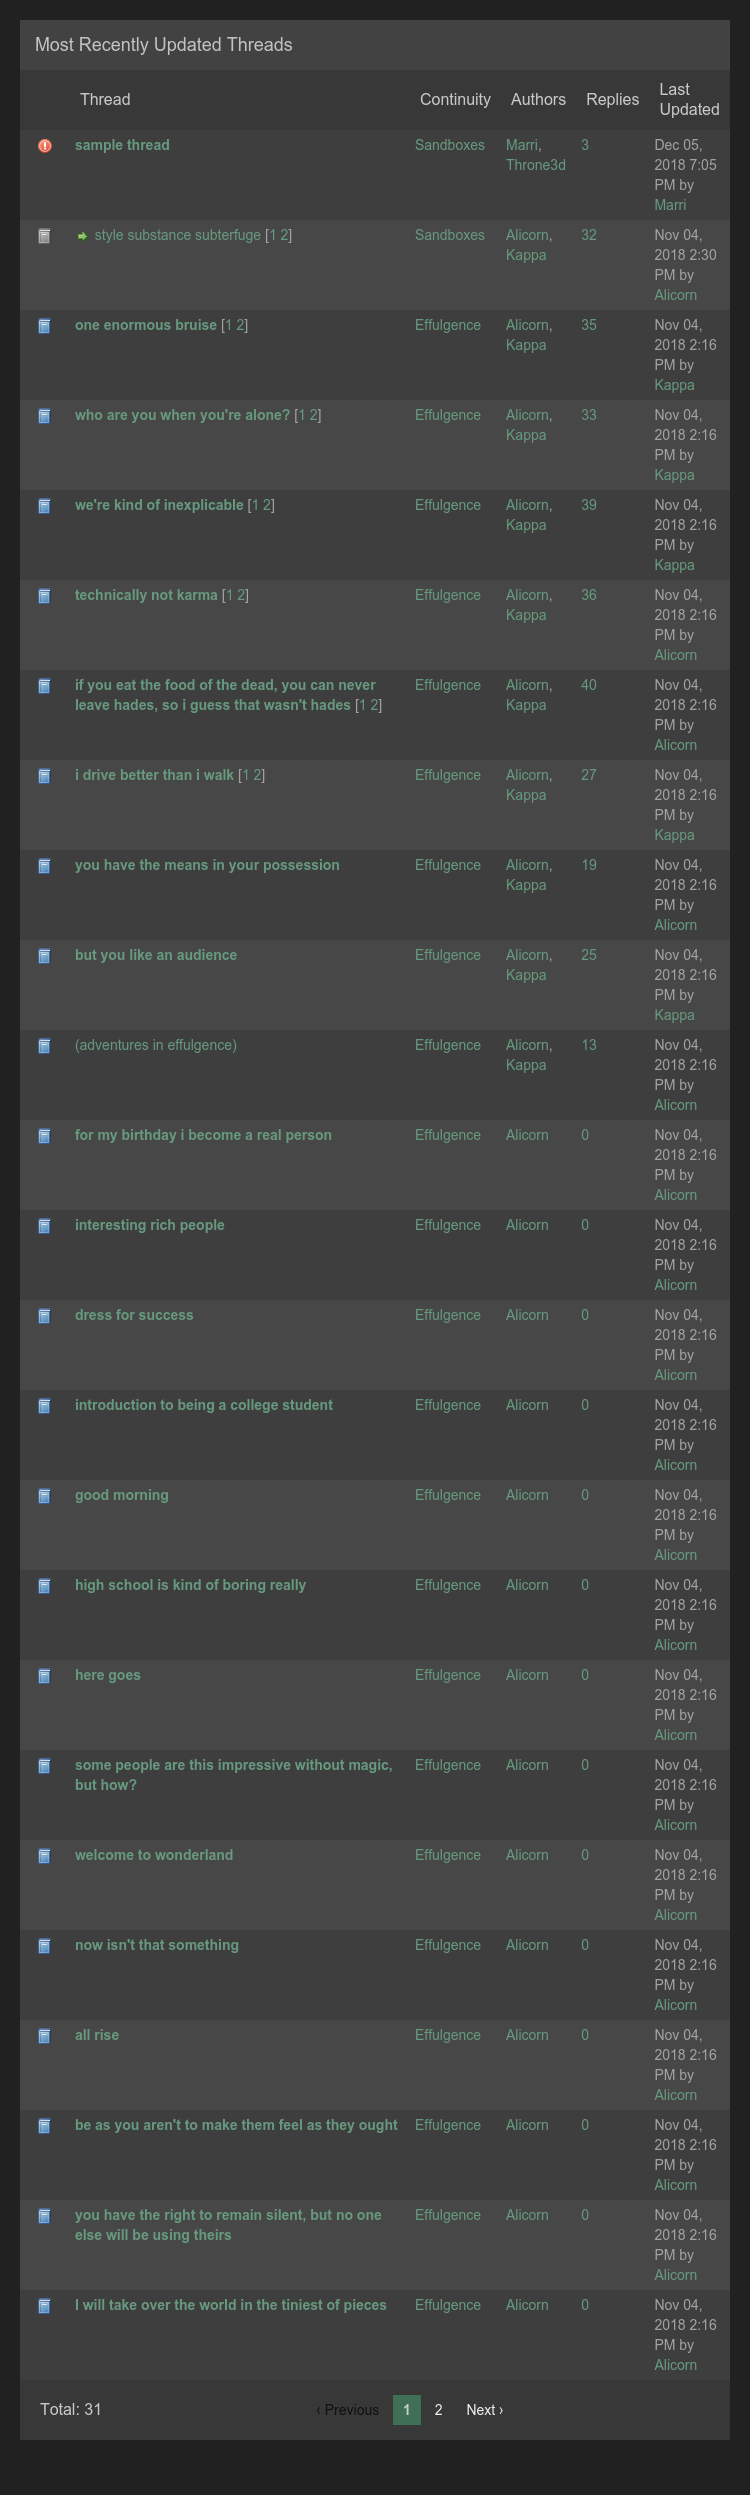 Most Recently Updated Threads
Thread Continuity Authors Replies Last Updated
sample thread Sandboxes Marri, Throne3d 3 Dec 05, 2018 7:05 PM by Marri
style substance subterfuge [1 2] Sandboxes Alicorn, Kappa 32 Nov 04, 2018 2:30 PM by Alicorn
one enormous bruise [1 2] Effulgence Alicorn, Kappa 35 Nov 04, 2018 2:16 PM by Kappa
who are you when you're alone? [1 2] Effulgence Alicorn, Kappa 33 Nov 04, 2018 2:16 PM by Kappa
we're kind of inexplicable [1 2] Effulgence Alicorn, Kappa 39 Nov 04, 2018 2:16 PM by Kappa
technically not karma [1 2] Effulgence Alicorn, Kappa 36 Nov 04, 2018 2:16 PM by Alicorn
if you eat the food of the dead, you can never leave hades, so i guess that wasn't hades [1 2] Effulgence Alicorn, Kappa 40 Nov 04, 2018 2:16 PM by Alicorn
i drive better than i walk [1 2] Effulgence Alicorn, Kappa 27 Nov 04, 2018 2:16 PM by Kappa
you have the means in your possession Effulgence Alicorn, Kappa 19 Nov 04, 2018 2:16 PM by Alicorn
but you like an audience Effulgence Alicorn, Kappa 25 Nov 04, 2018 2:16 PM by Kappa
(adventures in effulgence) Effulgence Alicorn, Kappa 13 Nov 04, 2018 2:16 PM by Alicorn
for my birthday i become a real person Effulgence Alicorn 0 Nov 04, 2018 2:16 PM by Alicorn
interesting rich people Effulgence Alicorn 0 Nov 04, 2018 2:16 PM by Alicorn
dress for success Effulgence Alicorn 0 Nov 04, 2018 2:16 PM by Alicorn
introduction to being a college student Effulgence Alicorn 0 Nov 04, 2018 2:16 PM by Alicorn
good morning Effulgence Alicorn 0 Nov 04, 2018 2:16 PM by Alicorn
high school is kind of boring really Effulgence Alicorn 0 Nov 04, 2018 2:16 PM by Alicorn
here goes Effulgence Alicorn 0 Nov 04, 2018 2:16 PM by Alicorn
some people are this impressive without magic, but how? Effulgence Alicorn 0 Nov 04, 2018 2:16 PM by Alicorn
welcome to wonderland Effulgence Alicorn 0 Nov 04, 2018 2:16 PM by Alicorn
now isn't that something Effulgence Alicorn 0 Nov 04, 2018 2:16 PM by Alicorn
all rise Effulgence Alicorn 0 Nov 04, 2018 2:16 PM by Alicorn
be as you aren't to make them feel as they ought Effulgence Alicorn 0 Nov 04, 2018 2:16 PM by Alicorn
you have the right to remain silent, but no one else will be using theirs Effulgence Alicorn 0 Nov 04, 2018 2:16 PM by Alicorn
I will take over the world in the tiniest of pieces Effulgence Alicorn 0 Nov 04, 2018 2:16 PM by Alicorn
Total: 31 ‹ Previous 1 2 Next ›